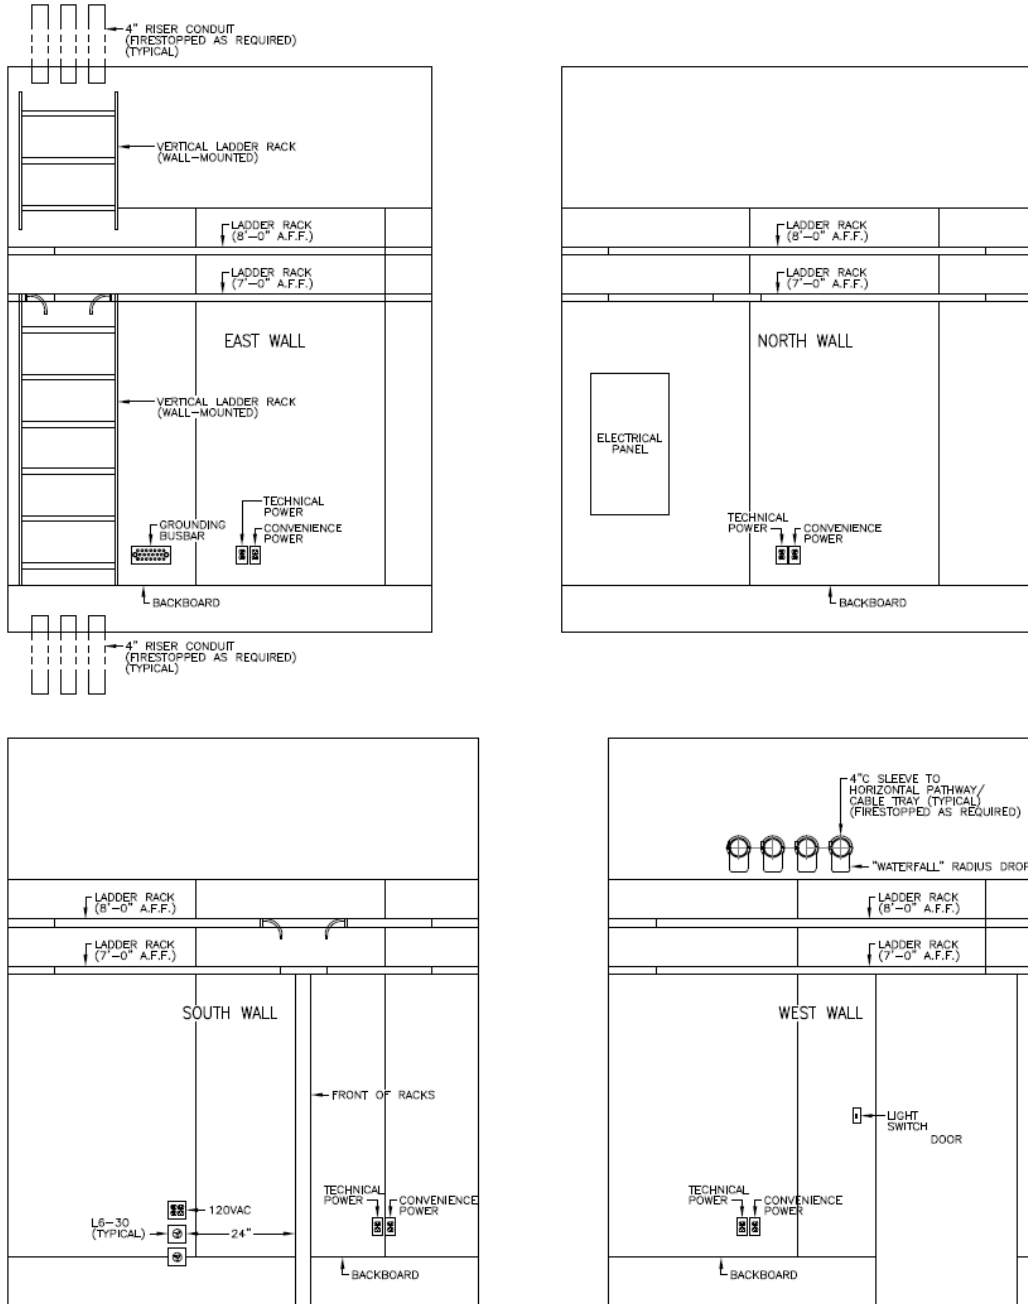 4" RISER CONDUIT
(FIRESTOPPED AS REQUIRED)
(TYPICAL)
VERTICAL LADDER RACK
(WALL-MOUNTED)
LADDER RACK
(8'-0" A.F.F.)
LADDER RACK
(7'-0" A.F.F.)
EAST WALL
VERTICAL LADDER RACK
(WALL-MOUNTED)
TECHNICAL
POWER
GROUNDING
BUSBAR
CONVENIENCE
POWER
BACKBOARD
4" RISER CONDUIT
(FIRESTOPPED AS REQUIRED)
(TYPICAL)
LADDER RACK
(8'-0" A.F.F.)
LADDER RACK
(7'-0" A.F.F.)
NORTH WALL
ELECTRICAL
PANEL
TECHNICAL
POWER
CONVENIENCE
POWER
BACKBOARD
LADDER RACK
(8'-0" A.F.F.)
LADDER RACK
(7'-0" A.F.F.)
SOUTH WALL
FRONT OF RACKS
TECHNICAL
POWER
CONVENIENCE
POWER
120VAC
L6-30
(TYPICAL)
24"
BACKBOARD
4"C SLEEVE TO
HORIZONTAL PATHWAY/
CABLE TRAY (TYPICAL)
(FIRESTOPPED AS REQUIRED)
"WATERFALL" RADIUS DROP
LADDER RACK
(8'-0" A.F.F.)
LADDER RACK
(7'-0" A.F.F.)
WEST WALL
LIGHT
SWITCH
DOOR
TECHNICAL
POWER
CONVENIENCE
POWER
BACKBOARD